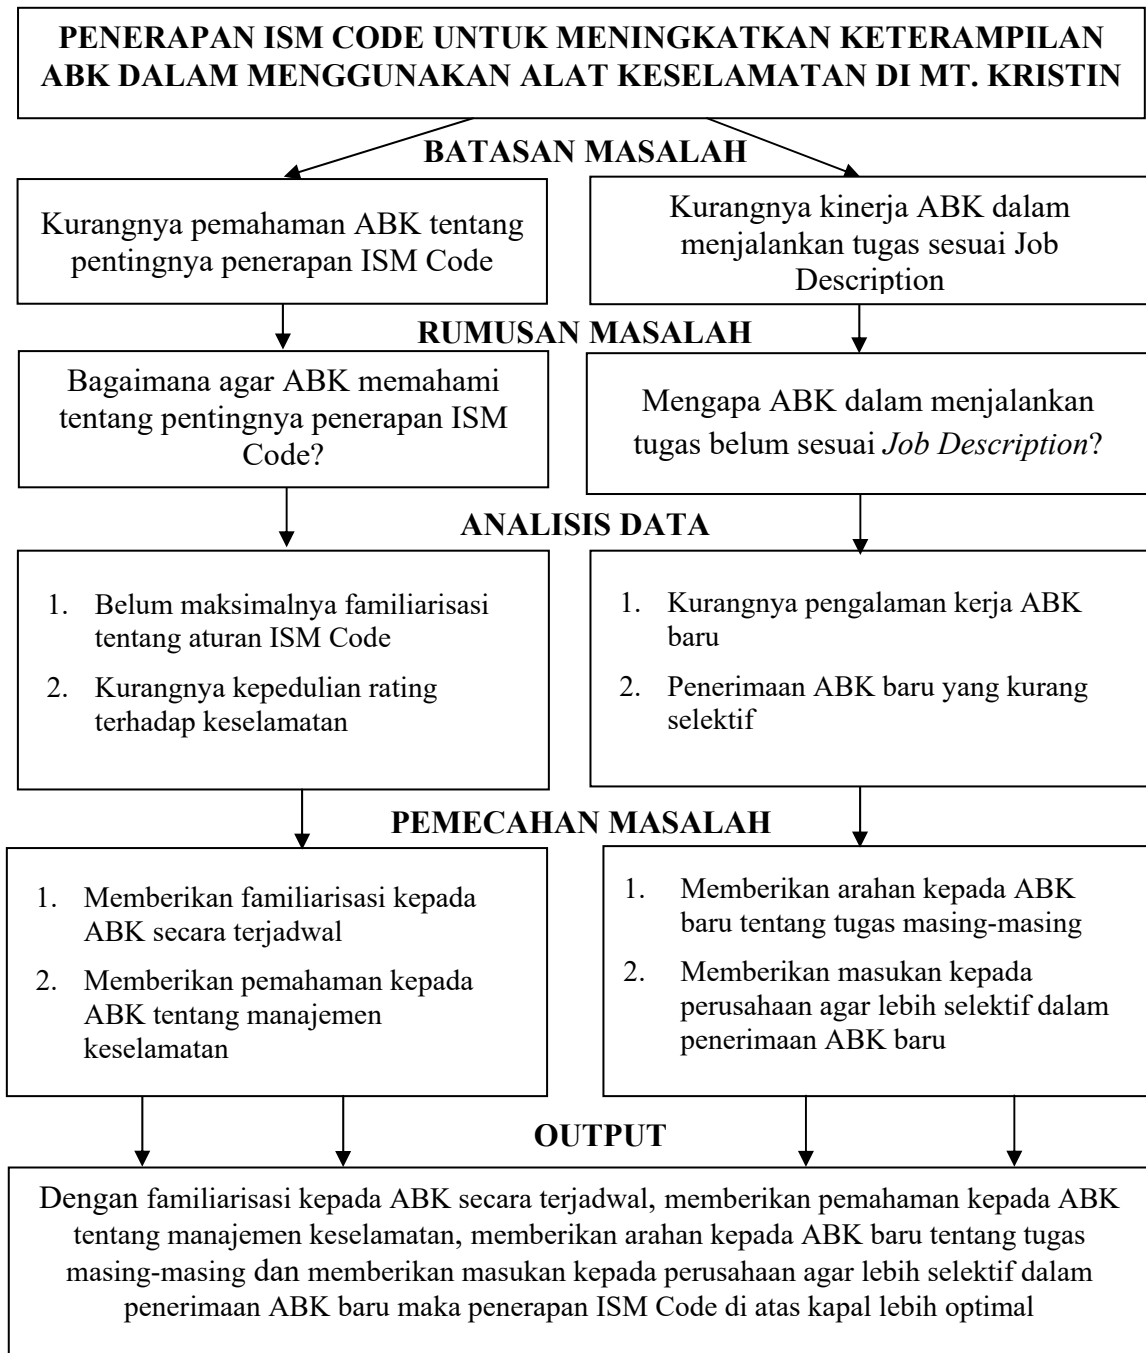 PENERAPAN ISM CODE UNTUK MENINGKATKAN KETERAMPILAN
ABK DALAM MENGGUNAKAN ALAT KESELAMATAN DI MT. KRISTIN
BATASAN MASALAH
Kurangnya pemahaman ABK tentang
pentingnya penerapan ISM Code
Kurangnya kinerja ABK dalam
menjalankan tugas sesuai Job
Description
RUMUSAN MASALAH
Bagaimana agar ABK memahami
tentang pentingnya penerapan ISM
Code?
Mengapa ABK dalam menjalankan
tugas belum sesuai Job Description?
ANALISIS DATA
1. Belum maksimalnya familiarisasi
tentang aturan ISM Code
2. Kurangnya kepedulian rating
terhadap keselamatan
1. Kurangnya pengalaman kerja ABK
baru
2. Penerimaan ABK baru yang kurang
selektif
PEMECAHAN MASALAH
1. Memberikan familiarisasi kepada
ABK secara terjadwal
2. Memberikan pemahaman kepada
ABK tentang manajemen
keselamatan
1. Memberikan arahan kepada ABK
baru tentang tugas masing-masing
2. Memberikan masukan kepada
perusahaan agar lebih selektif dalam
penerimaan ABK baru
OUTPUT
Dengan familiarisasi kepada ABK secara terjadwal, memberikan pemahaman kepada ABK
tentang manajemen keselamatan, memberikan arahan kepada ABK baru tentang tugas
masing-masing dan memberikan masukan kepada perusahaan agar lebih selektif dalam
penerimaan ABK baru maka penerapan ISM Code di atas kapal lebih optimal